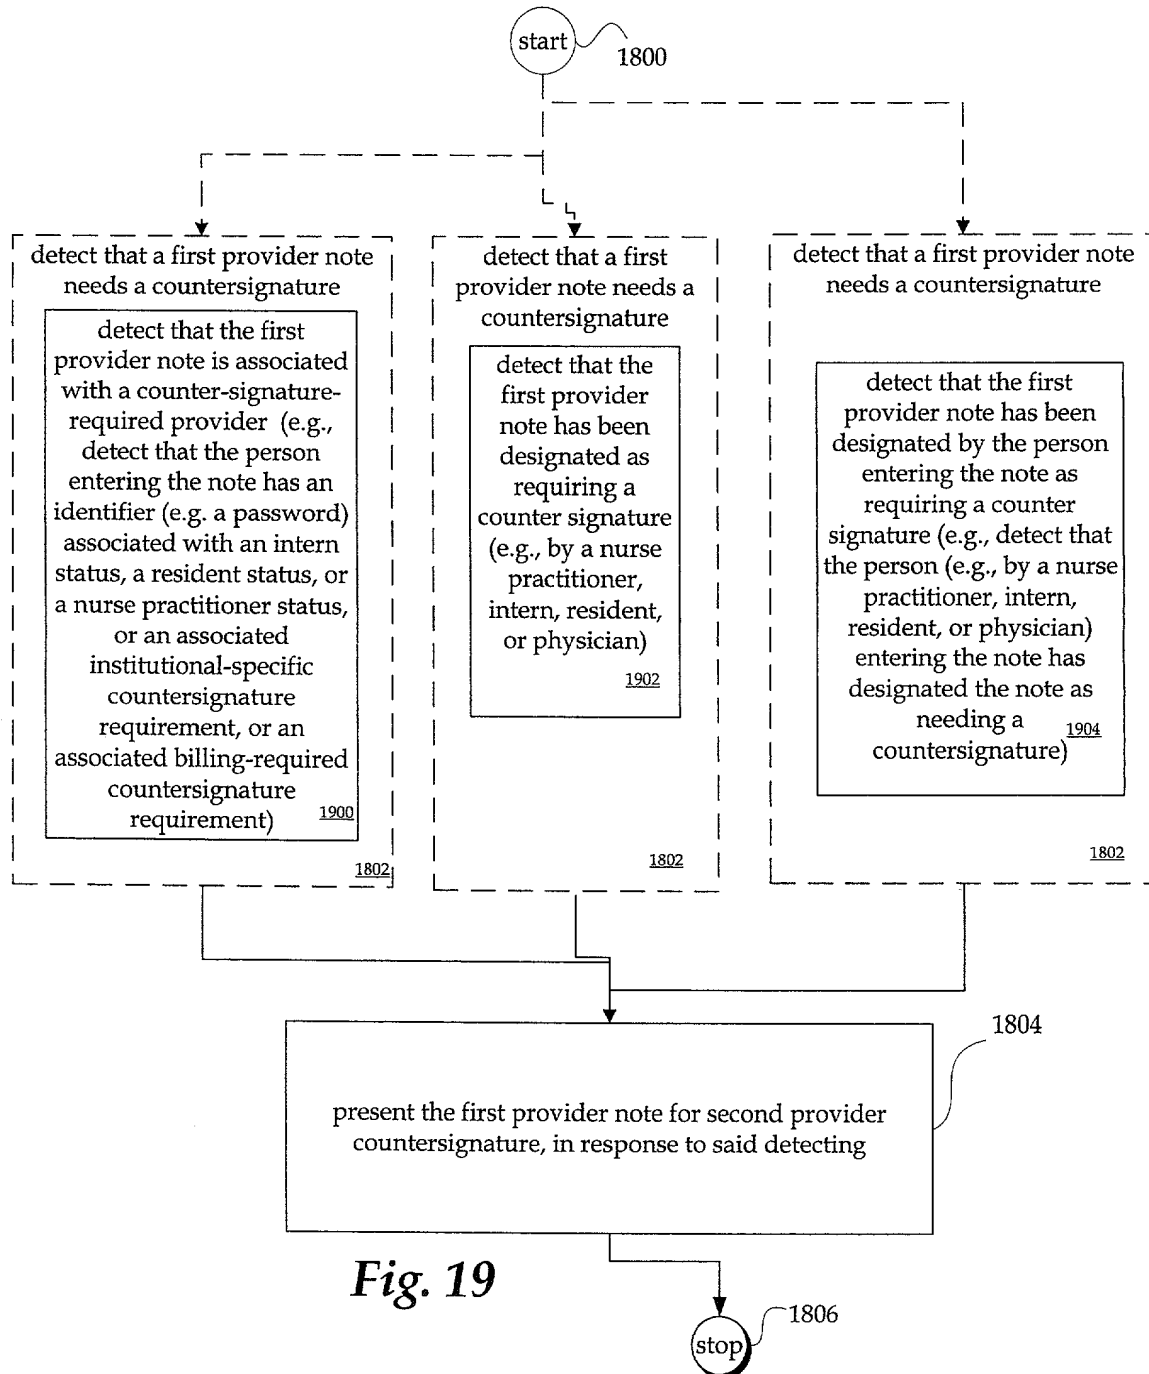 start
1800
detect that a first provider note
needs a countersignature
detect that the first
provider note is associated
with a counter-signature-
required provider (e.g.,
detect that the person
entering the note has an
identifier (e.g. a password)
associated with an intern
status, a resident status, or
a nurse practitioner status,
or an associated
institutional-specific
countersignature
requirement, or an
associated billing-required
countersignature
requirement)
1900
1802
detect that a first
provider note needs a
countersignature
detect that the
first provider
note has been
designated as
requiring a
counter signature
(e.g., by a nurse
practitioner,
intern, resident,
or physician)
1902
1802
detect that a first provider note
needs a countersignature
detect that the first
provider note has been
designated by the person
entering the note as
requiring a counter
signature (e.g., detect that
the person (e.g., by a nurse
practitioner, intern,
resident, or physician)
entering the note has
designated the note as
needing a
countersignature)
1904
1802
1804
present the first provider note for second provider
countersignature, in response to said detecting
Fig. 19
1806
stop